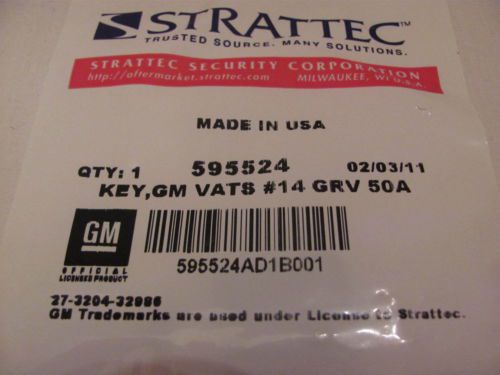 STRATTEC™
TRUSTED SOURCE. MANY SOLUTIONS.
STRATTEC SECURITY CORPORATION
http://aftermarket.strattec.com MILWAUKEE, WI U.S.A.
MADE IN USA
QTY: 1 595524 02/03/11
KEY,GM VATS #14 GRV 50A
GM
OFFICIAL
LICENSED PRODUCT
595524AD1B001
27-3204-32986
GM Trademarks are used under License to Strattec.